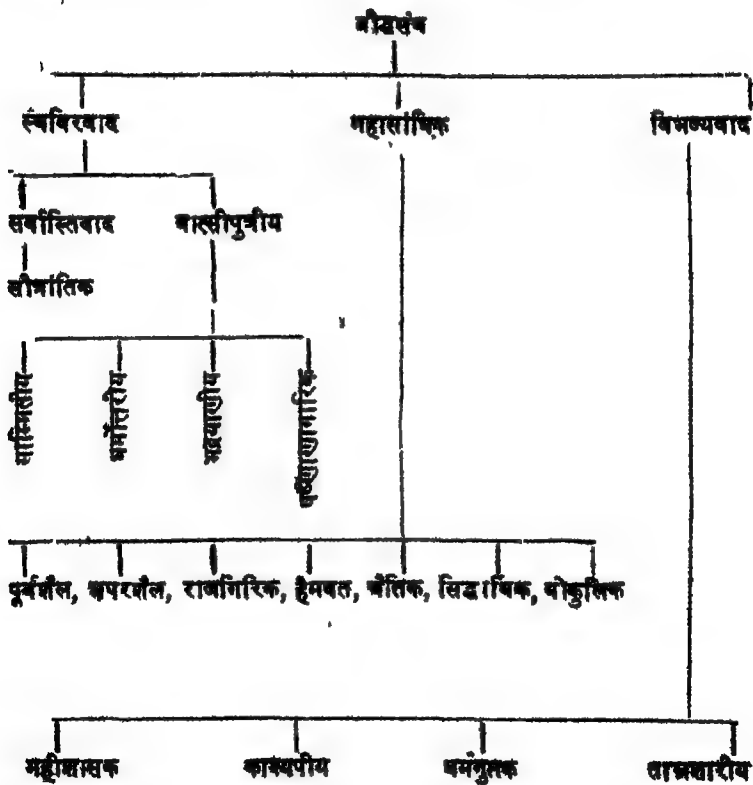 बौद्धसंघ
स्थविरवाद महासांघिक विभज्यवाद
सर्वास्तिवाद वात्सीपुत्रीय
सौत्रांतिक
साम्मितीय धर्मोत्तरीय भद्रयाणीय
पूर्वशैल, अपरशैल, राजगिरिक, हैमवत, चैतिक, सिद्धार्थिक, गोकुलिक
महीशासक काश्यपीय धर्मगुप्तक ताम्रशाटीय